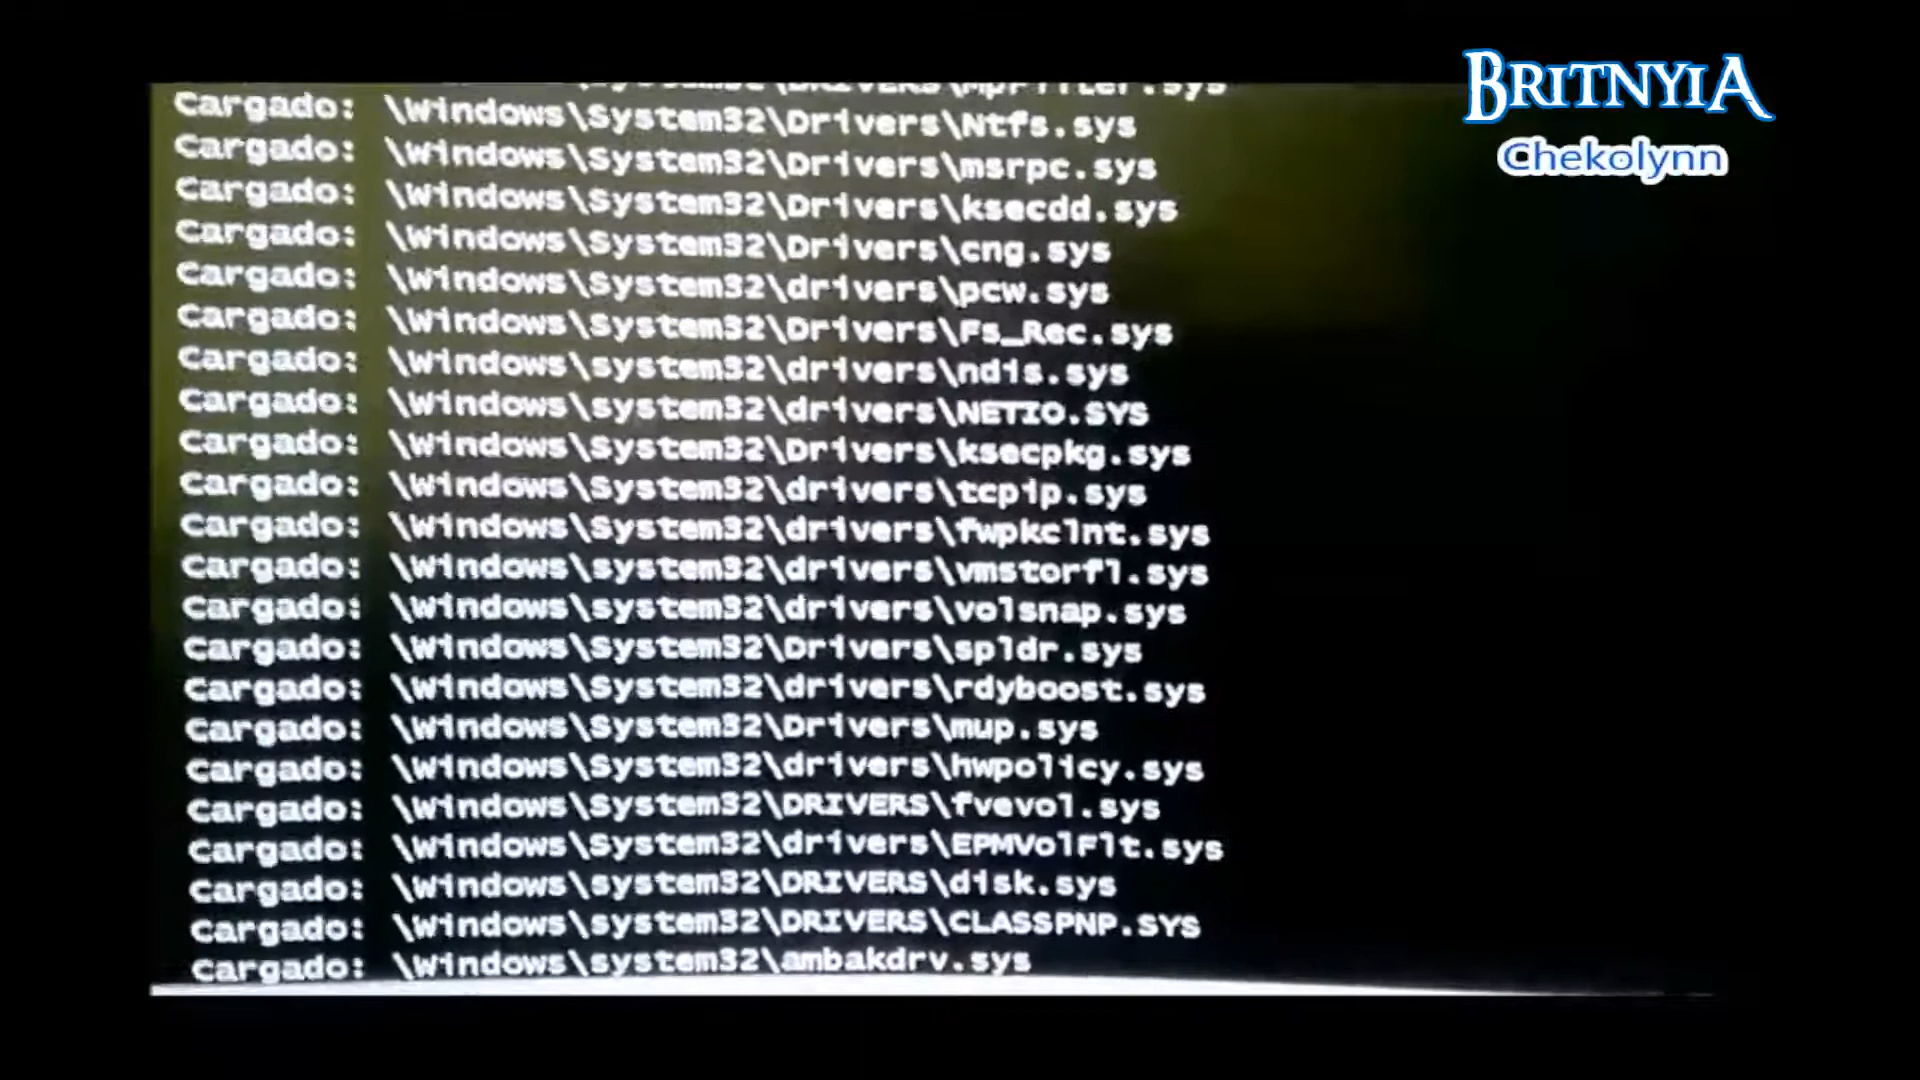 BRITNYIA
Chekolynn
Cargado: \Windows\System32\Drivers\Ntfs.sys
Cargado: \Windows\System32\Drivers\msrpc.sys
Cargado: \Windows\System32\Drivers\ksecdd.sys
Cargado: \Windows\System32\Drivers\cng.sys
Cargado: \Windows\System32\drivers\pcw.sys
Cargado: \Windows\System32\Drivers\Fs_Rec.sys
Cargado: \Windows\system32\drivers\ndis.sys
Cargado: \Windows\system32\drivers\NETIO.SYS
Cargado: \Windows\System32\Drivers\ksecpkg.sys
Cargado: \Windows\System32\drivers\tcpip.sys
Cargado: \Windows\System32\drivers\fwpkclnt.sys
Cargado: \Windows\system32\drivers\vmstorfl.sys
Cargado: \Windows\system32\drivers\volsnap.sys
Cargado: \Windows\System32\Drivers\spldr.sys
Cargado: \Windows\System32\drivers\rdyboost.sys
Cargado: \Windows\System32\Drivers\mup.sys
Cargado: \Windows\System32\drivers\hwpolicy.sys
Cargado: \Windows\System32\DRIVERS\fvevol.sys
Cargado: \Windows\System32\drivers\EPMVolFlt.sys
Cargado: \Windows\system32\DRIVERS\disk.sys
Cargado: \Windows\system32\DRIVERS\CLASSPNP.SYS
Cargado: \Windows\system32\ambakdrv.sys